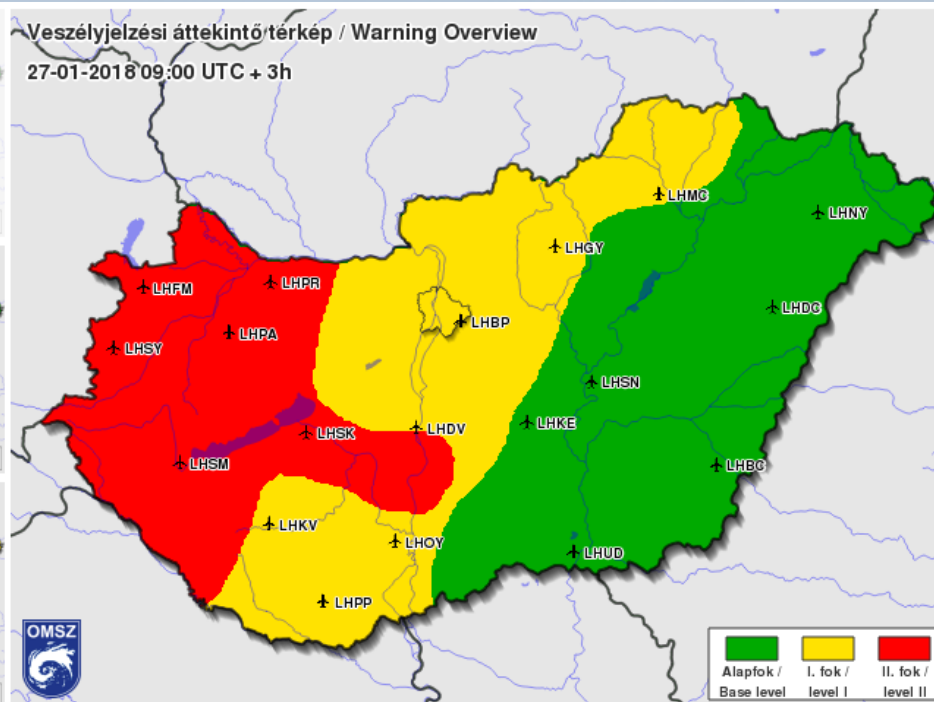 Veszélyjelzési áttekintő térkép / Warning Overview
27-01-2018 09:00 UTC + 3h
LHMC
LHNY
LHGY
LHFM
LHPR
LHDC
LHBP
LHPA
LHSY
LHSN
LHKE
LHDV
LHSK
LHSM
LHBC
LHKV
LHOY
LHUD
LHPP
OMSZ
Alapfok / Base level
I. fok / level I
II. fok / level II